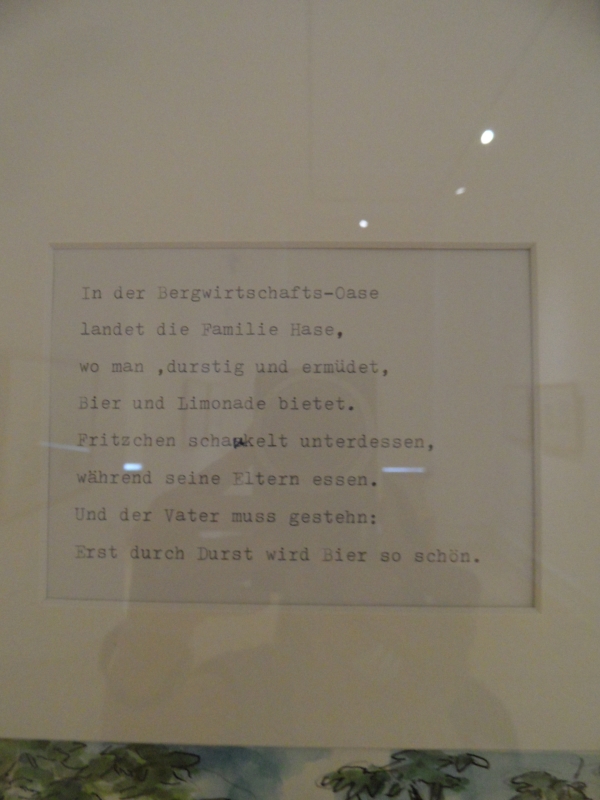 In der Bergwirtschafts-Oase
landet die Familie Hase,
wo man ,durstig und ermüdet,
Bier und Limonade bietet.
Fritzchen schaukelt unterdessen,
während seine Eltern essen.
Und der Vater muss gestehn:
Erst durch Durst wird Bier so schön.